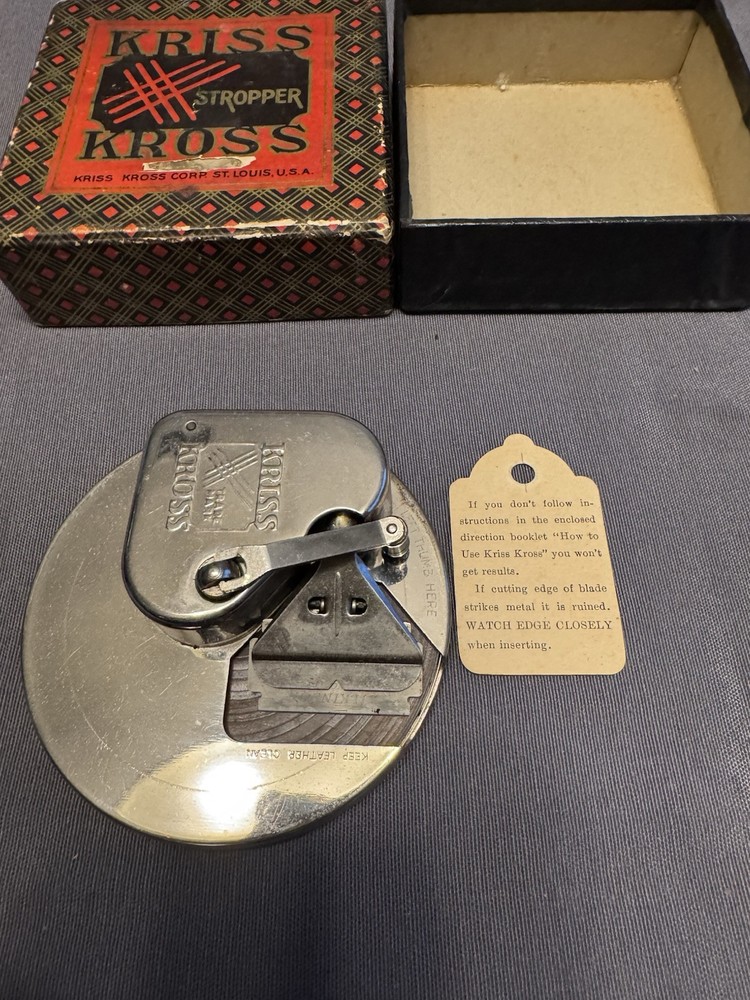 KRISS
STROPPER
KROSS
KRISS KROSS CORP. ST. LOUIS, U.S.A.
KRISS
TRADE
MARK
KROSS
THUMB HERE
KEEP LEATHER CLEAN
If you don't follow in-
structions in the enclosed
direction booklet "How to
Use Kriss Kross" you won't
get results.
If cutting edge of blade
strikes metal it is ruined.
WATCH EDGE CLOSELY
when inserting.